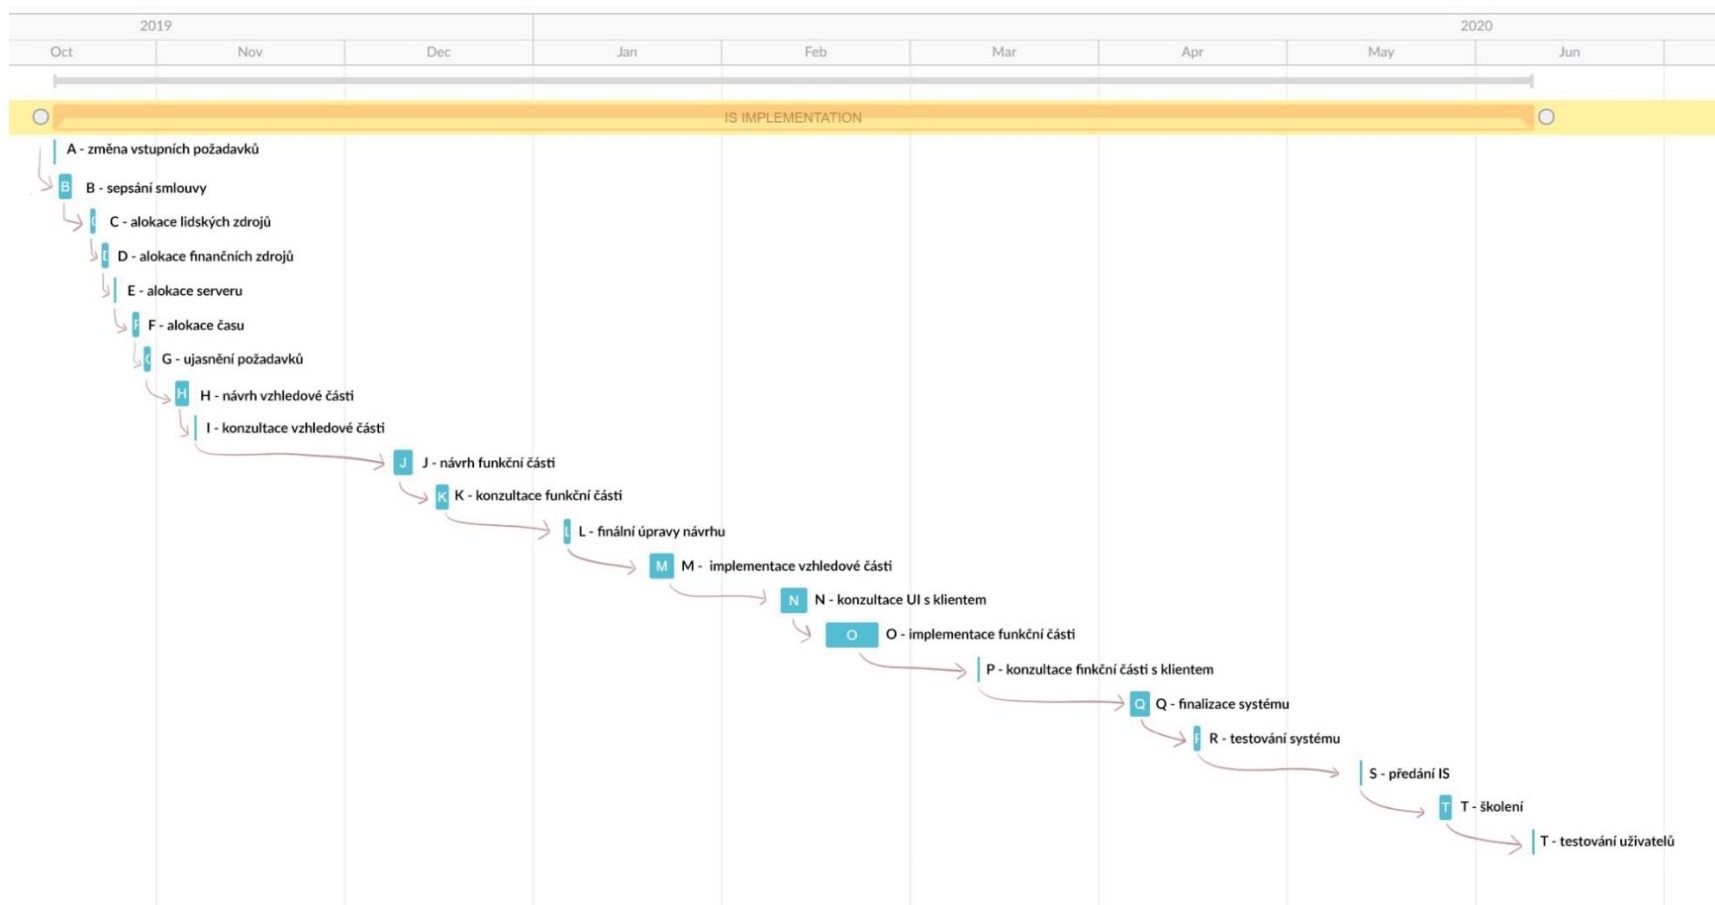 2019 2020
Oct Nov Dec Jan Feb Mar Apr May Jun
IS IMPLEMENTATION
A - změna vstupních požadavků
B B - sepsání smlouvy
C - alokace lidských zdrojů
D - alokace finančních zdrojů
E - alokace serveru
F - alokace času
G - ujasnění požadavků
H H - návrh vzhledové části
I - konzultace vzhledové části
J J - návrh funkční části
K K - konzultace funkční části
L - finální úpravy návrhu
M M - implementace vzhledové části
N N - konzultace UI s klientem
O O - implementace funkční části
P - konzultace finkční části s klientem
Q Q - finalizace systému
R - testování systému
S - předání IS
T T - školení
T - testování uživatelů